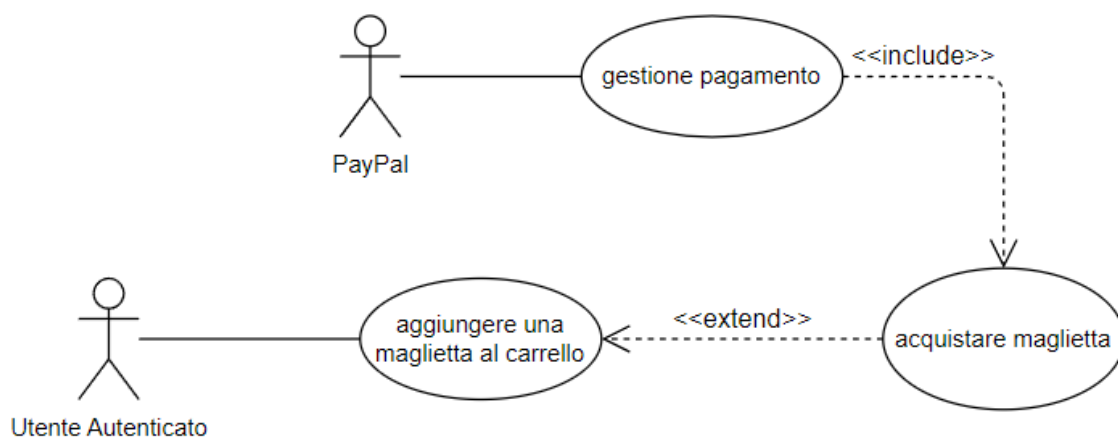 gestione pagamento
<<include>>
PayPal
<<extend>>
aggiungere una
maglietta al carrello
acquistare maglietta
Utente Autenticato